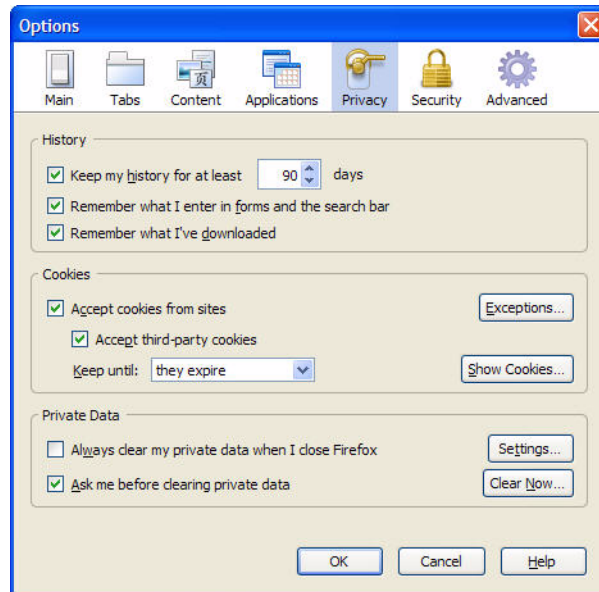 Options
Main Tabs Content Applications Privacy Security Advanced
History
Keep my history for at least 90 days
Remember what I enter in forms and the search bar
Remember what I've downloaded
Cookies
Accept cookies from sites Exceptions...
Accept third-party cookies
Keep until: they expire Show Cookies...
Private Data
Always clear my private data when I close Firefox Settings...
Ask me before clearing private data Clear Now...
OK Cancel Help